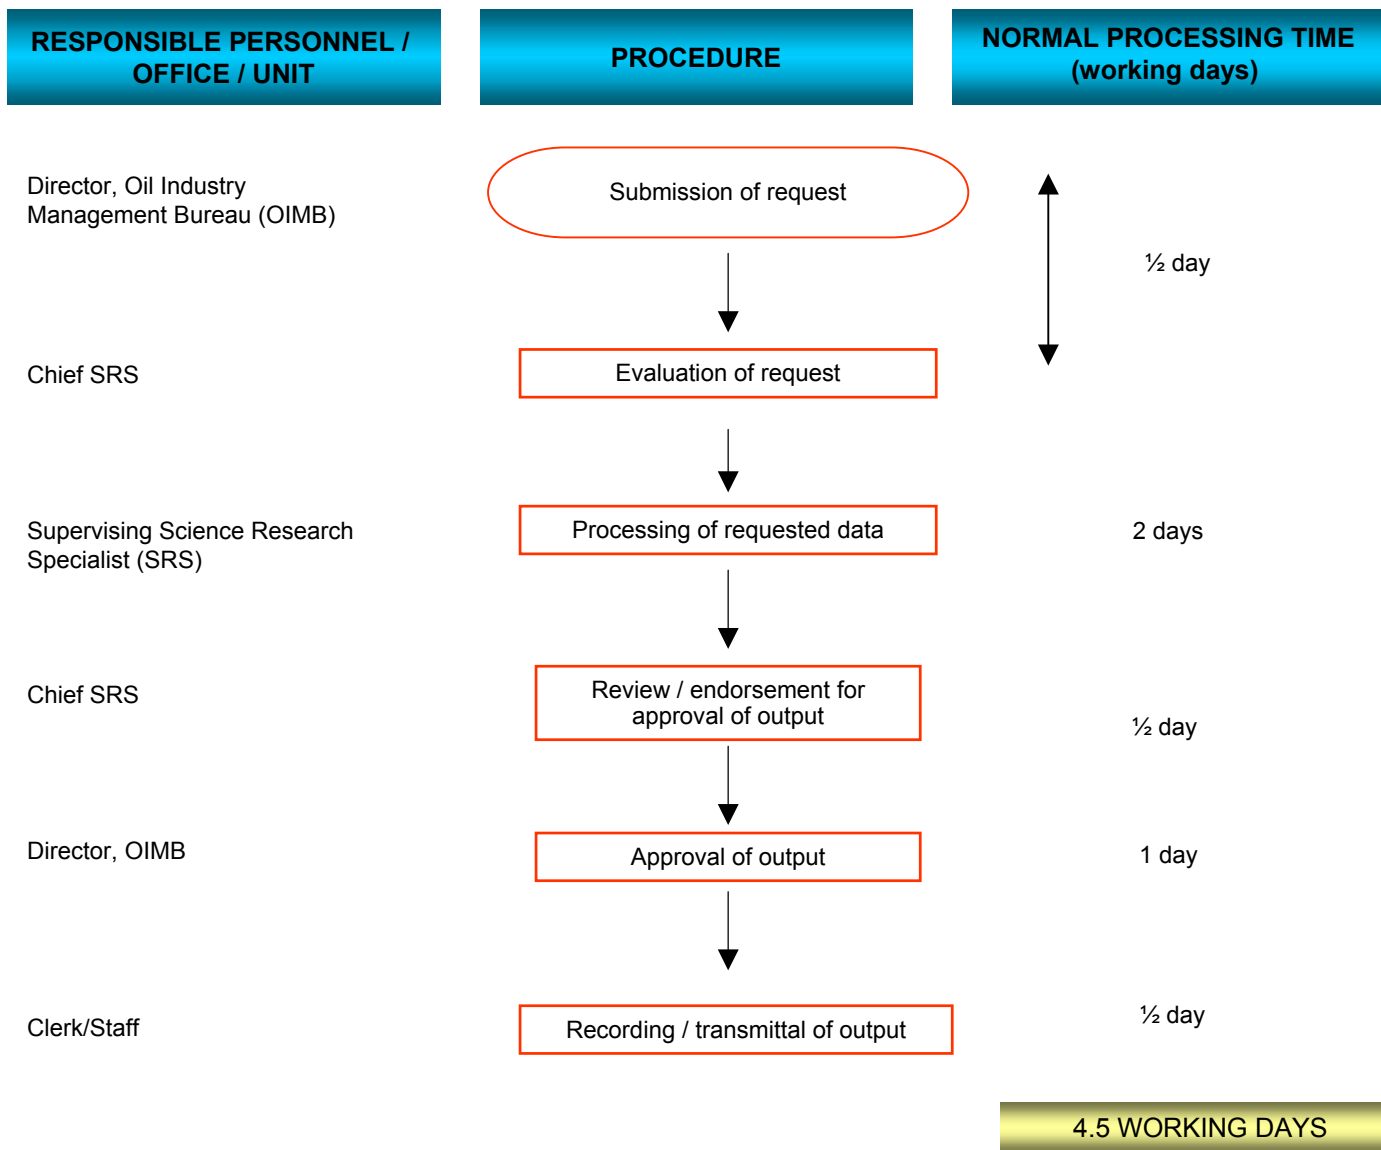 RESPONSIBLE PERSONNEL /
OFFICE / UNIT
PROCEDURE
NORMAL PROCESSING TIME
(working days)
Director, Oil Industry
Management Bureau (OIMB)
Submission of request
½ day
Chief SRS
Evaluation of request
Supervising Science Research
Specialist (SRS)
Processing of requested data
2 days
Chief SRS
Review / endorsement for
approval of output
½ day
Director, OIMB
Approval of output
1 day
Clerk/Staff
Recording / transmittal of output
½ day
4.5 WORKING DAYS